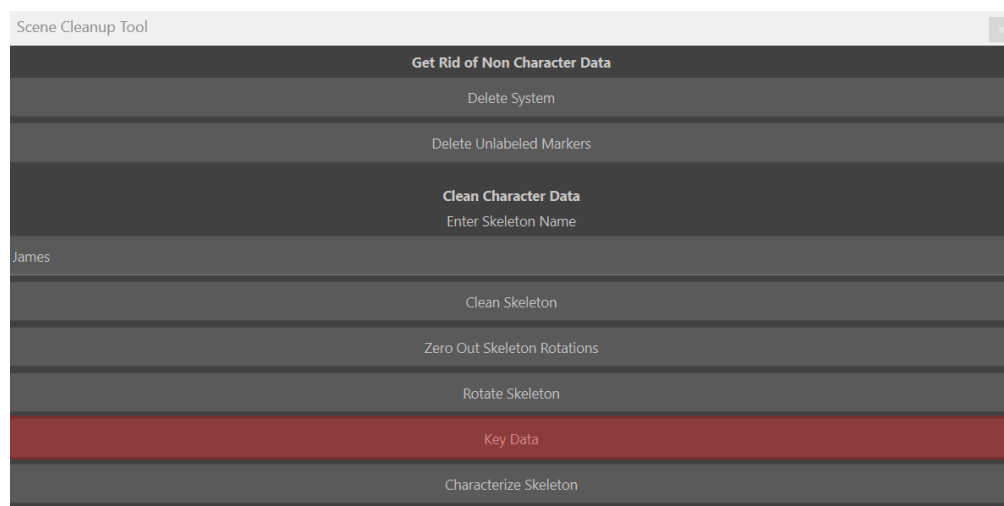 Scene Cleanup Tool
Get Rid of Non Character Data
Delete System
Delete Unlabeled Markers
Clean Character Data
Enter Skeleton Name
James
Clean Skeleton
Zero Out Skeleton Rotations
Rotate Skeleton
Key Data
Characterize Skeleton